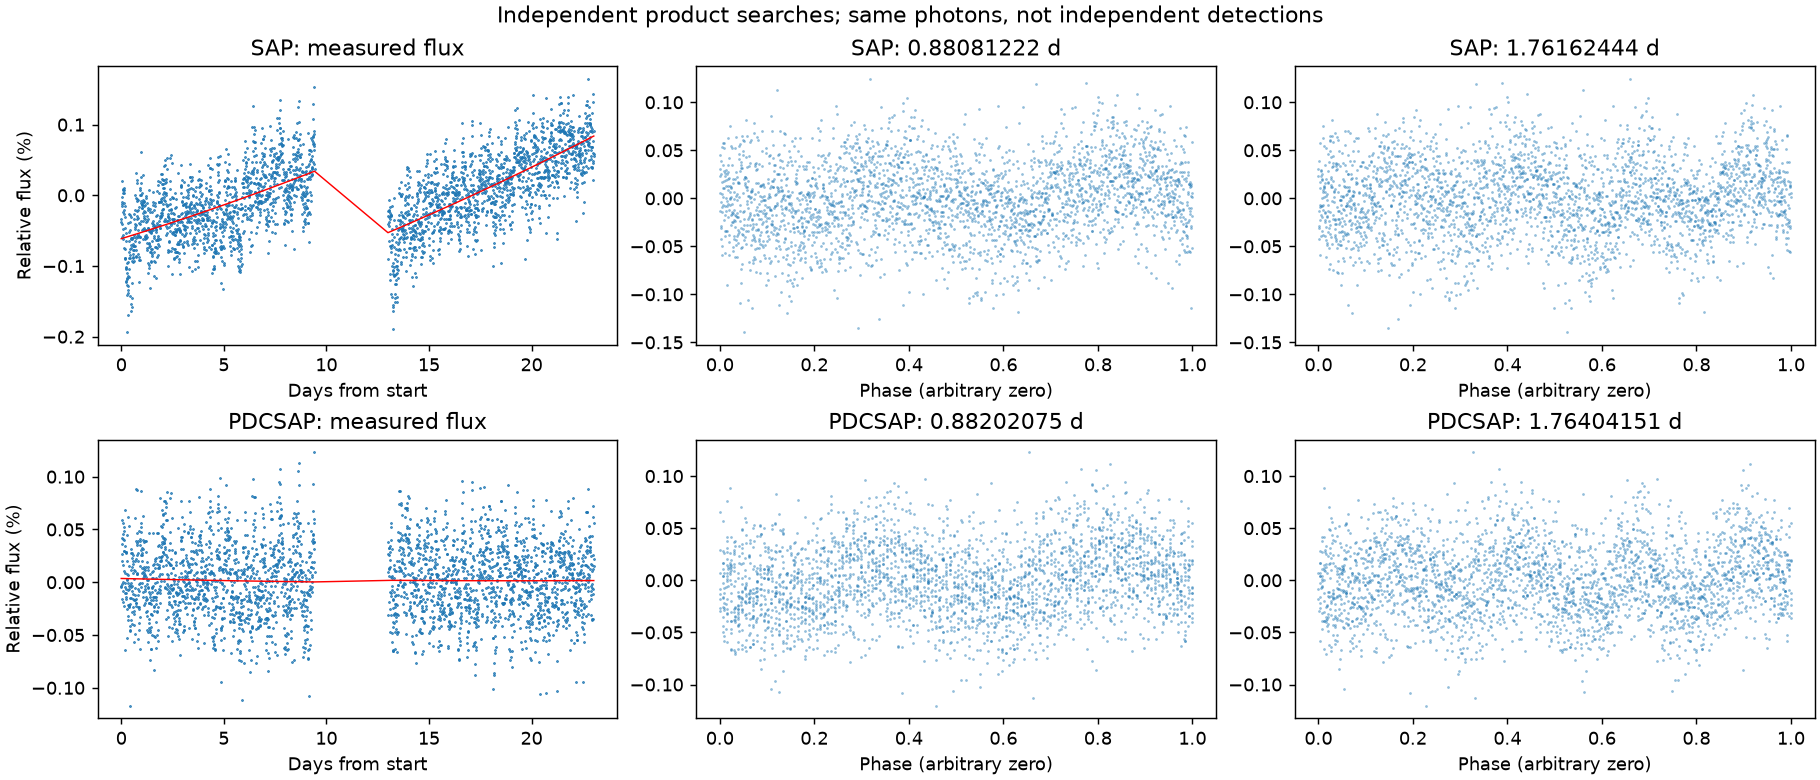 Independent product searches; same photons, not independent detections
SAP: measured flux
Relative flux (%)
0.1
0.0
−0.1
−0.2
0 5 10 15 20
Days from start
SAP: 0.88081222 d
0.10
0.05
0.00
−0.05
−0.10
−0.15
0.0 0.2 0.4 0.6 0.8 1.0
Phase (arbitrary zero)
SAP: 1.76162444 d
0.10
0.05
0.00
−0.05
−0.10
−0.15
0.0 0.2 0.4 0.6 0.8 1.0
Phase (arbitrary zero)
PDCSAP: measured flux
Relative flux (%)
0.10
0.05
0.00
−0.05
−0.10
0 5 10 15 20
Days from start
PDCSAP: 0.88202075 d
0.10
0.05
0.00
−0.05
−0.10
0.0 0.2 0.4 0.6 0.8 1.0
Phase (arbitrary zero)
PDCSAP: 1.76404151 d
0.10
0.05
0.00
−0.05
−0.10
0.0 0.2 0.4 0.6 0.8 1.0
Phase (arbitrary zero)